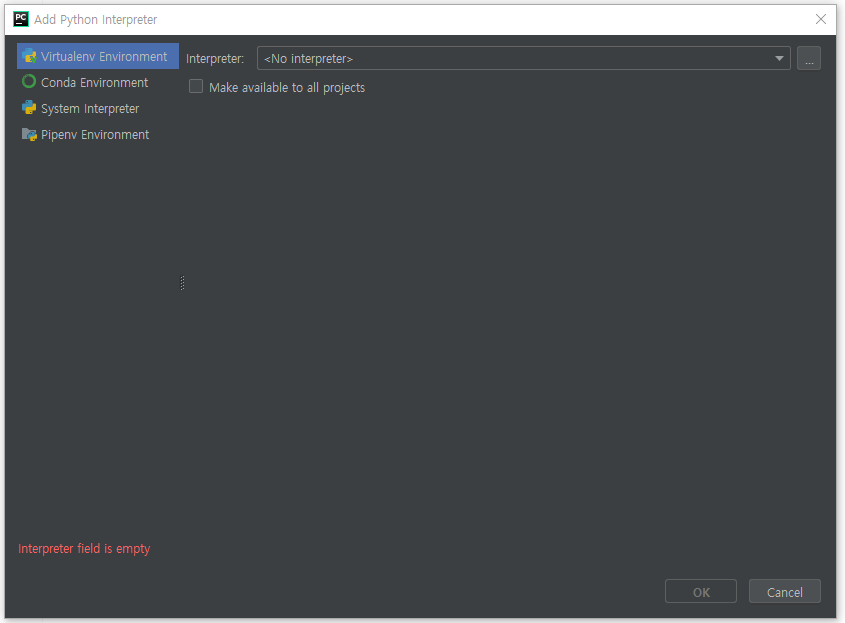 PC Add Python Interpreter
Virtualenv Environment
Conda Environment
System Interpreter
Pipenv Environment
Interpreter: <No interpreter> ...
Make available to all projects
Interpreter field is empty
OK Cancel